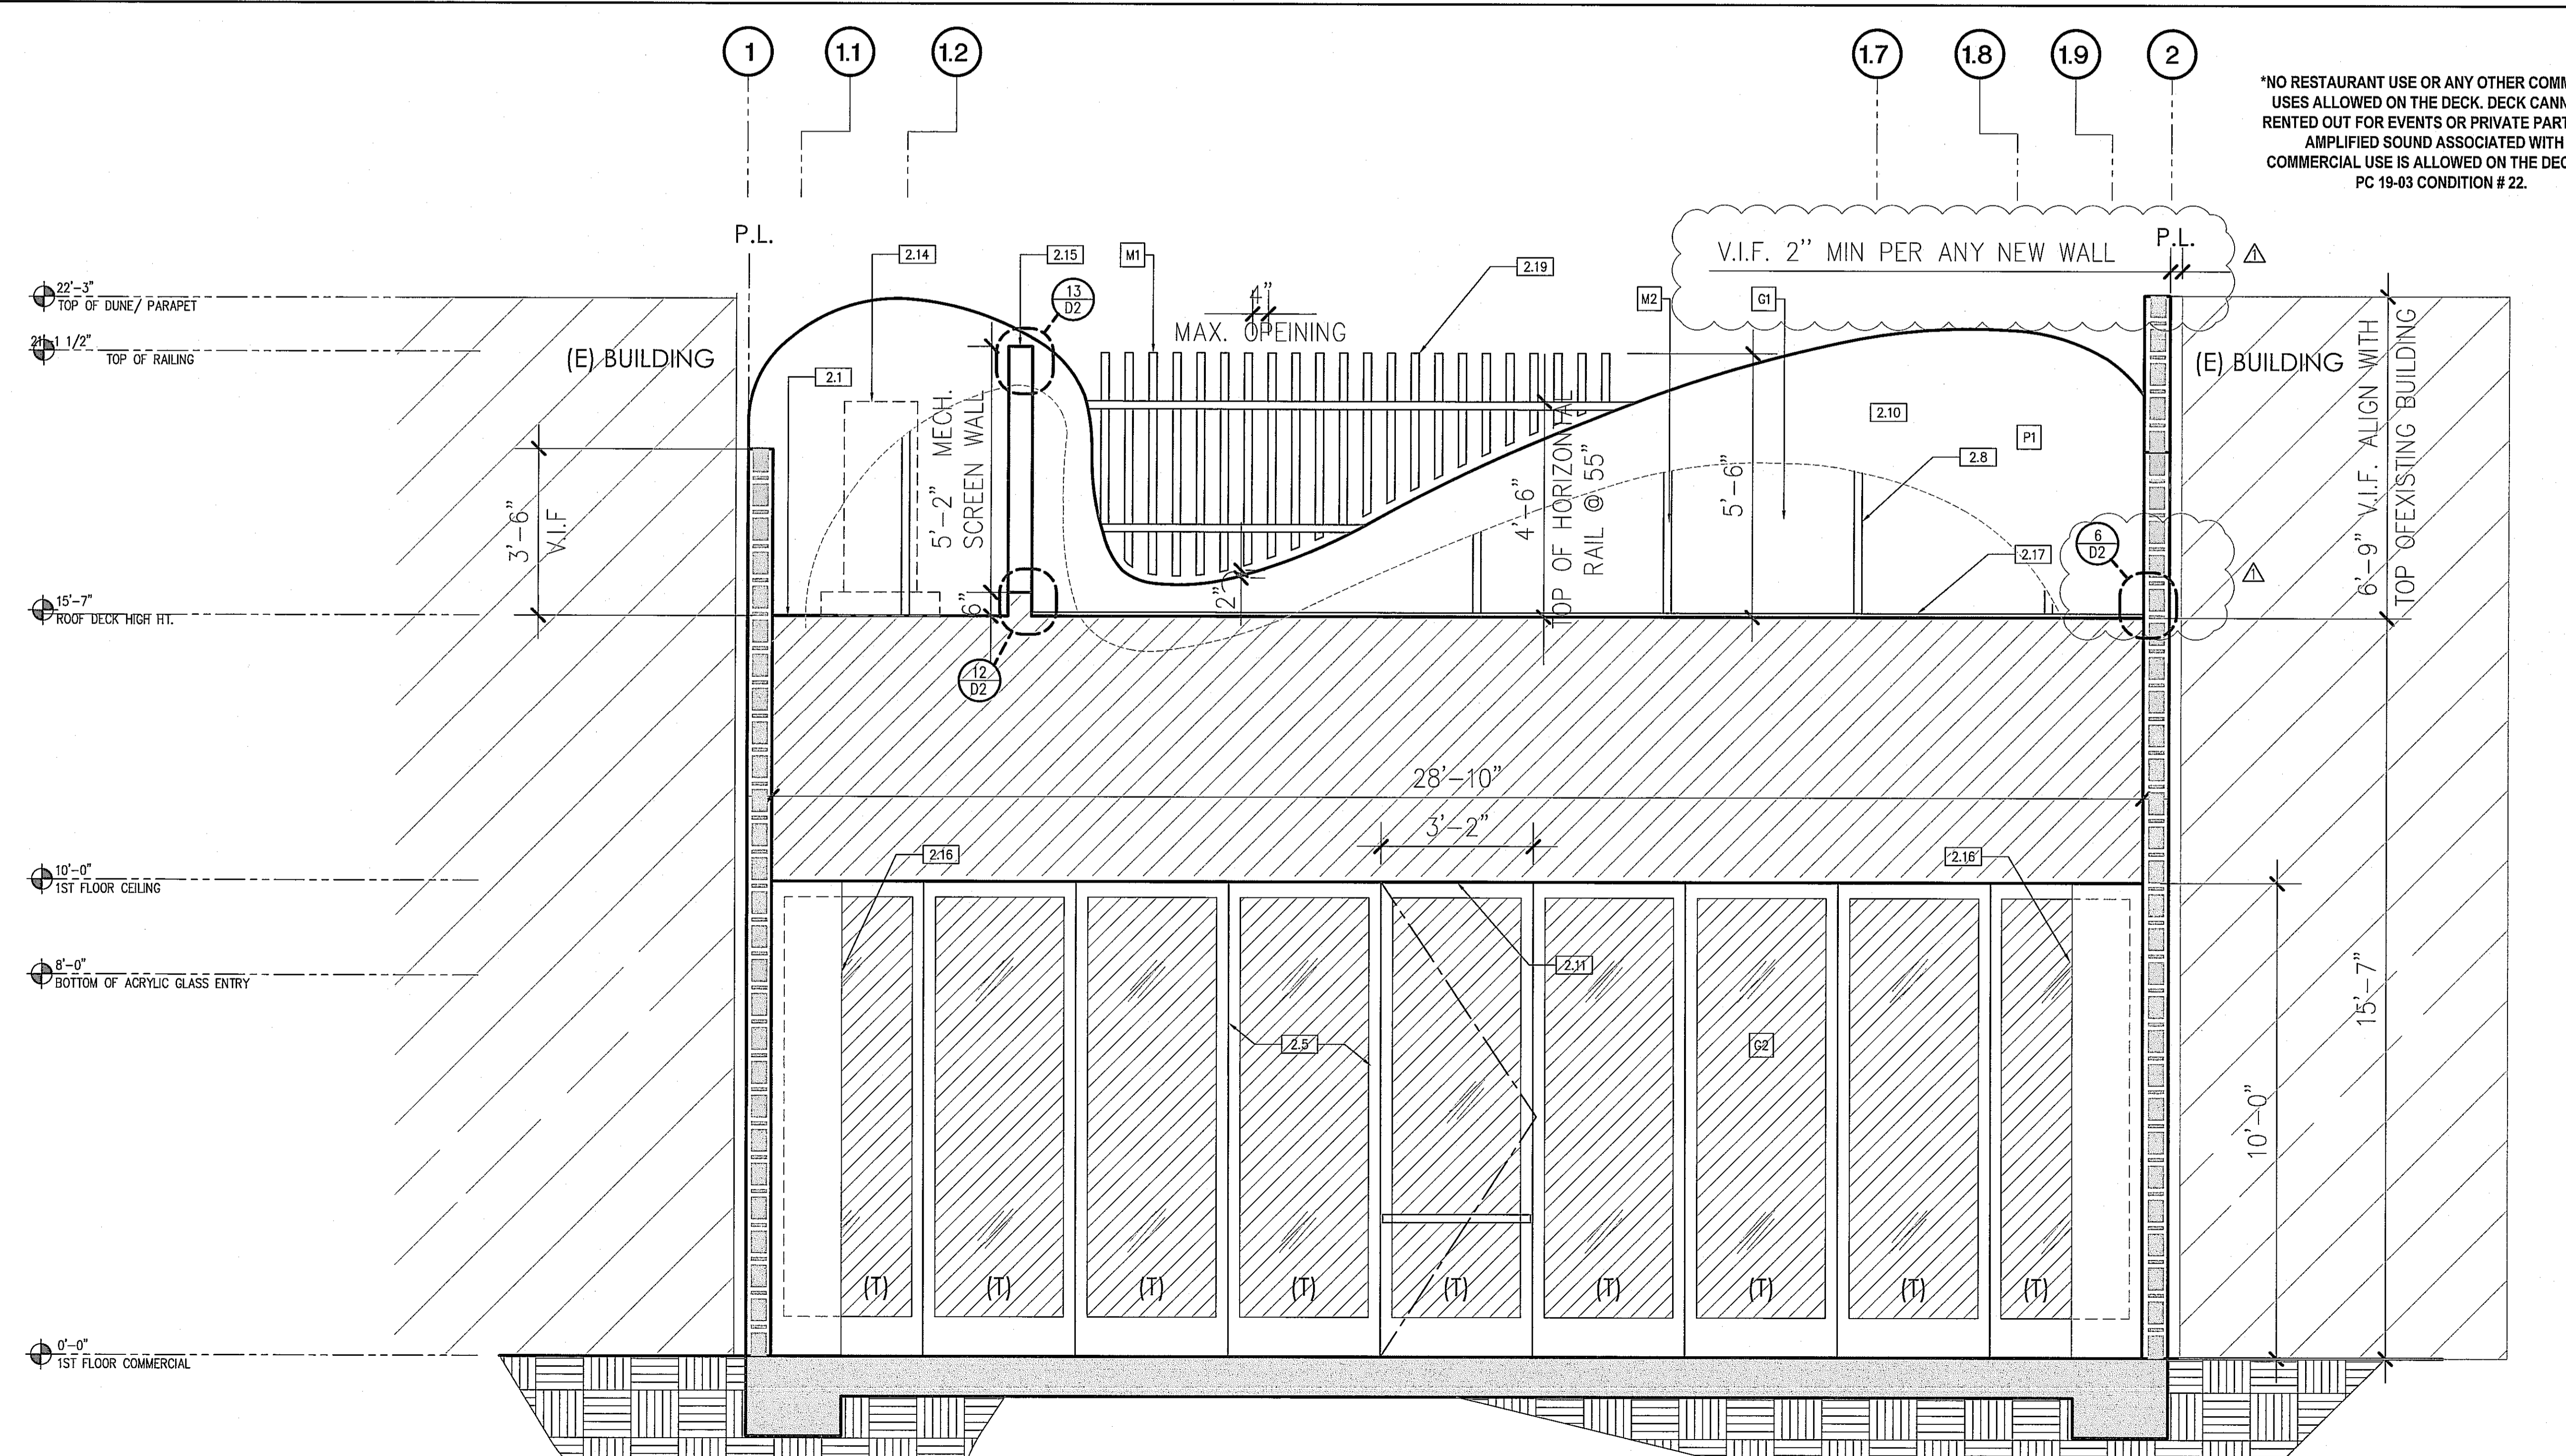 1
1.1
1.2
1.7
1.8
1.9
2
*NO RESTAURANT USE OR ANY OTHER
USES ALLOWED ON THE DECK. DECK
RENTED OUT FOR EVENTS OR PRIVATE
AMPLIFIED SOUND ASSOCIATED WITH
COMMERCIAL USE IS ALLOWED ON THE
PC 19-03 CONDITION # 22.
P.L.
P.L.
V.I.F. 2" MIN PER ANY NEW WALL
1
2.14
2.15
M1
2.19
13
D2
M2
G1
4"
MAX. OPEINING
22'-3"
TOP OF DUNE/ PARAPET
21'-1 1/2"
TOP OF RAILING
(E) BUILDING
(E) BUILDING
2.1
2.10
P1
2.8
2.17
6
D2
1
3'-6"
V.I.F
5'-2" MECH.
SCREEN WALL
6"
2"
4'-6"
TOP OF HORIZONTAL
RAIL @ 55"
5'-6"
6'-9" V.I.F. ALIGN WITH
TOP OFEXISTING BUILDING
15'-7"
ROOF DECK HIGH HT.
12
D2
28'-10"
3'-2"
2.16
2.16
10'-0"
1ST FLOOR CEILING
2.11
8'-0"
BOTTOM OF ACRYLIC GLASS ENTRY
2.5
G2
15'-7"
10'-0"
(T)
(T)
(T)
(T)
(T)
(T)
(T)
(T)
(T)
0'-0"
1ST FLOOR COMMERCIAL